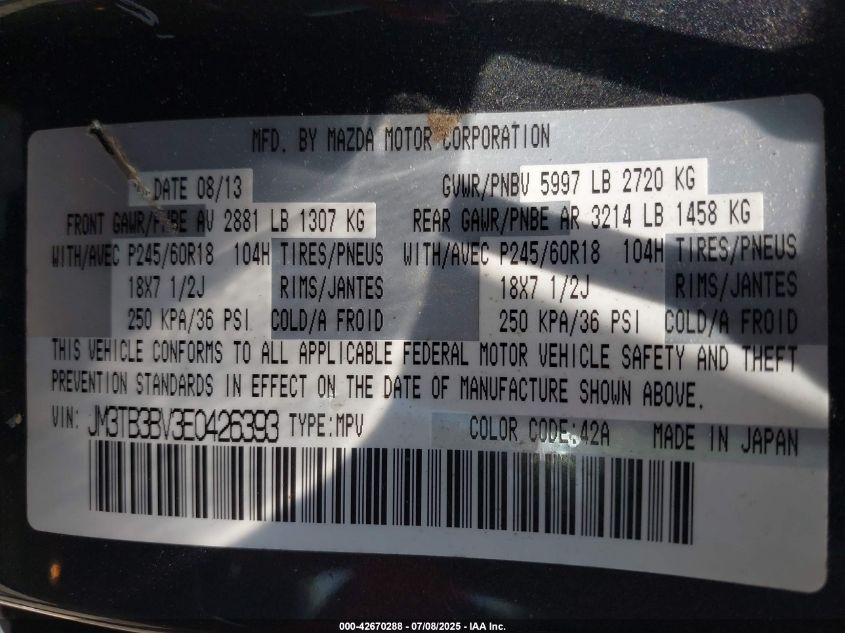 MFD. BY MAZDA MOTOR CORPORATION
DATE 08/13 GVWR/PNBV 5997 LB 2720 KG
FRONT GAWR/PNBE AV 2881 LB 1307 KG REAR GAWR/PNBE AR 3214 LB 1458 KG
WITH/AVEC P245/60R18 104H TIRES/PNEUS WITH/AVEC P245/60R18 104H TIRES/PNEUS
18X7 1/2J RIMS/JANTES 18X7 1/2J RIMS/JANTES
250 KPA/36 PSI COLD/A FROID 250 KPA/36 PSI COLD/A FROID
THIS VEHICLE CONFORMS TO ALL APPLICABLE FEDERAL MOTOR VEHICLE SAFETY AND THEFT
PREVENTION STANDARDS IN EFFECT ON THE DATE OF MANUFACTURE SHOWN ABOVE.
VIN: JM3TB3BV3E0426393 TYPE:MPV COLOR CODE:42A MADE IN JAPAN
000-42670288 - 07/08/2025 - IAA Inc.